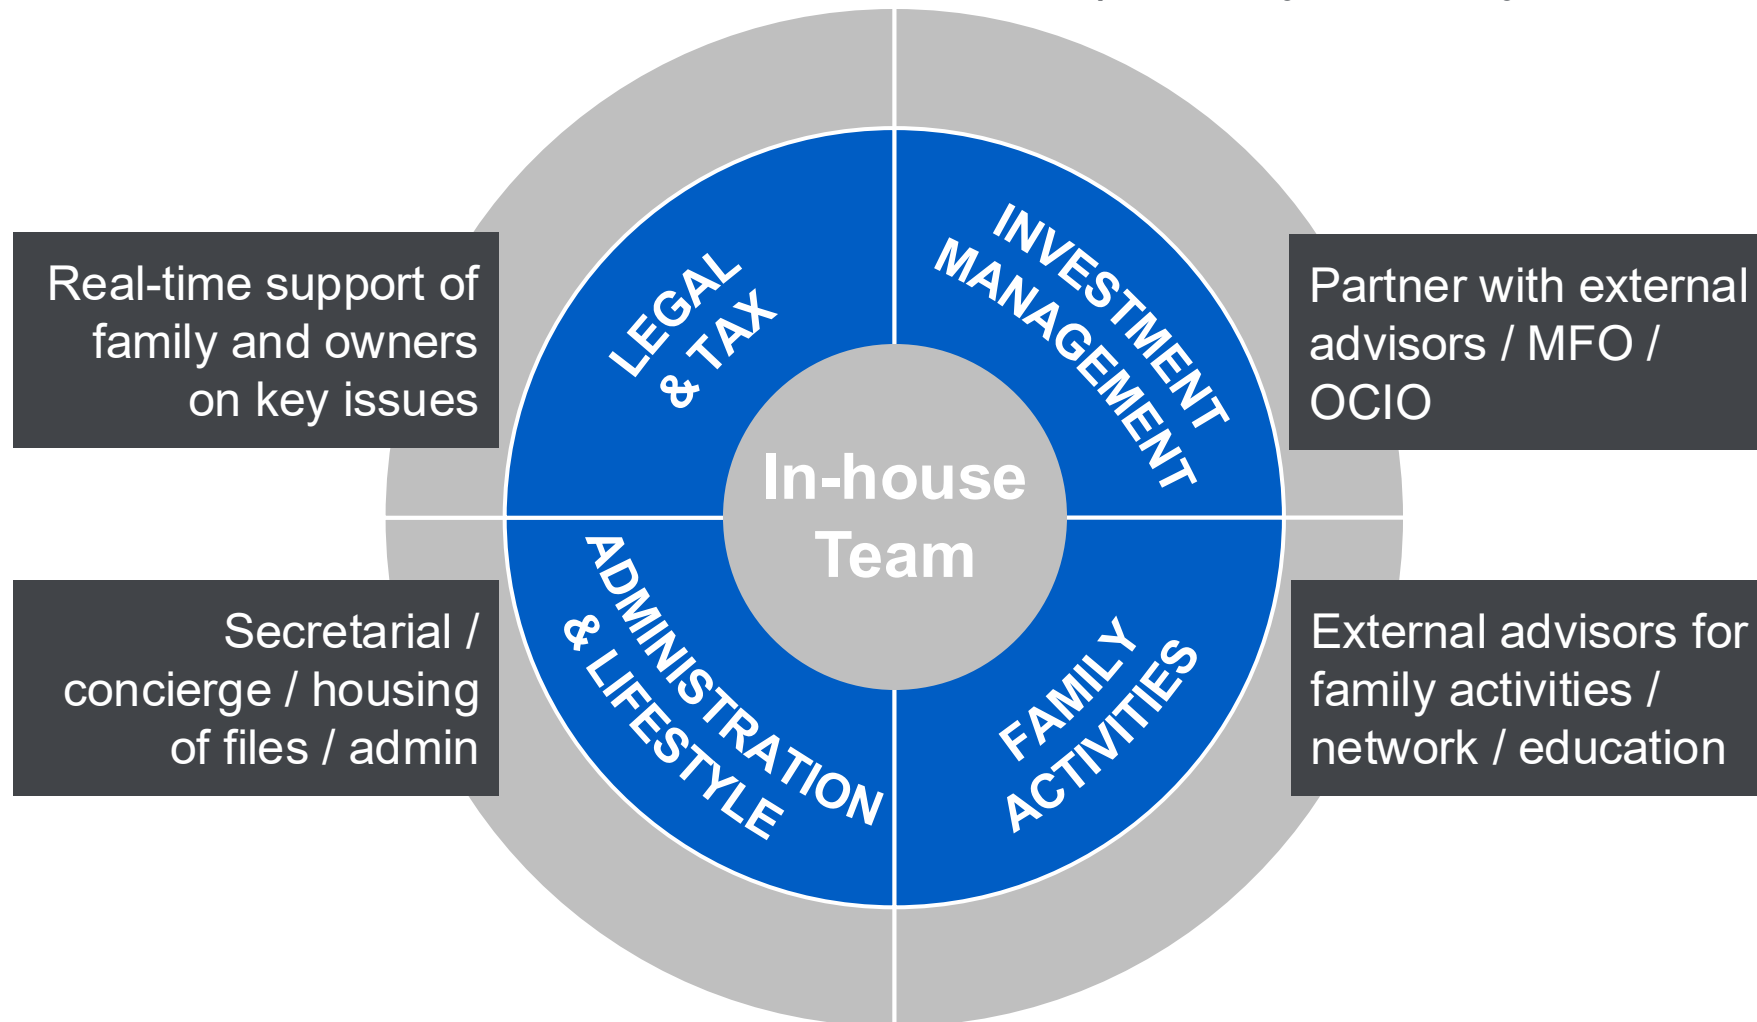 Real-time support of
family and owners
on key issues
LEGAL
& TAX
INVESTMENT
MANAGEMENT
Partner with external
advisors / MFO /
OCIO
In-house
Team
Secretarial /
concierge / housing
of files / admin
ADMINISTRATION
& LIFESTYLE
FAMILY
ACTIVITIES
External advisors for
family activities /
network / education